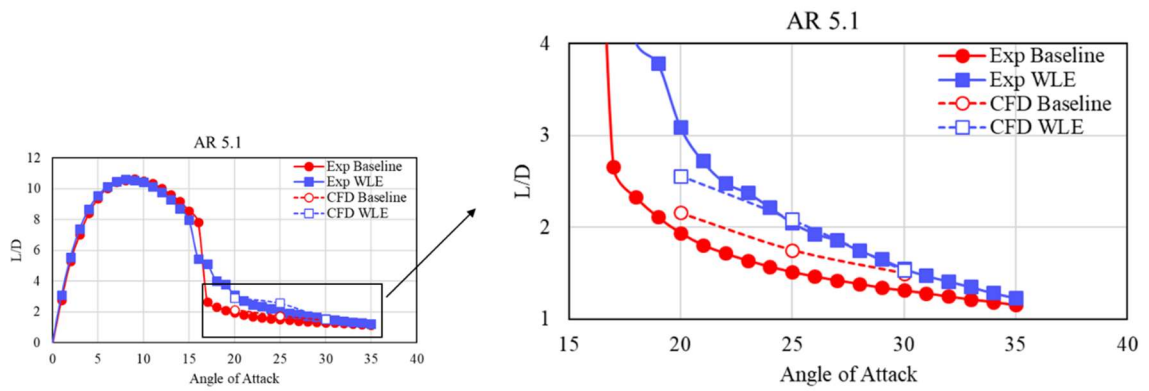 AR 5.1
12
10
8
6
4
2
0
L/D
Exp Baseline
Exp WLE
CFD Baseline
CFD WLE
0 5 10 15 20 25 30 35 40
Angle of Attack
AR 5.1
4
3
2
1
L/D
Exp Baseline
Exp WLE
CFD Baseline
CFD WLE
15 20 25 30 35 40
Angle of Attack